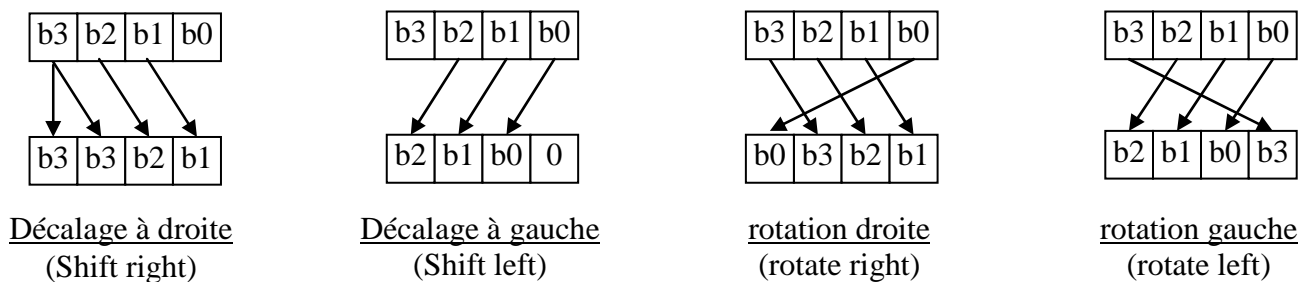 b3 b2 b1 b0
b3 b3 b2 b1
Décalage à droite
(Shift right)
b3 b2 b1 b0
b2 b1 b0 0
Décalage à gauche
(Shift left)
b3 b2 b1 b0
b0 b3 b2 b1
rotation droite
(rotate right)
b3 b2 b1 b0
b2 b1 b0 b3
rotation gauche
(rotate left)